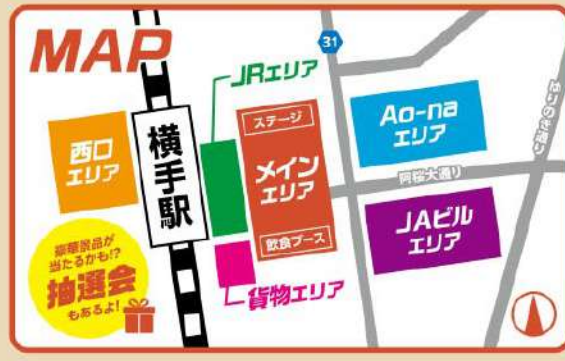 MAP
31
JRエリア
西口
エリア
横手駅
ステージ
メイン
エリア
飲食ブース
Ao-na
エリア
はりのき通り
阿桜大通り
JAビル
エリア
豪華景品が
当たるかも!?
抽選会
もあるよ!
貨物エリア